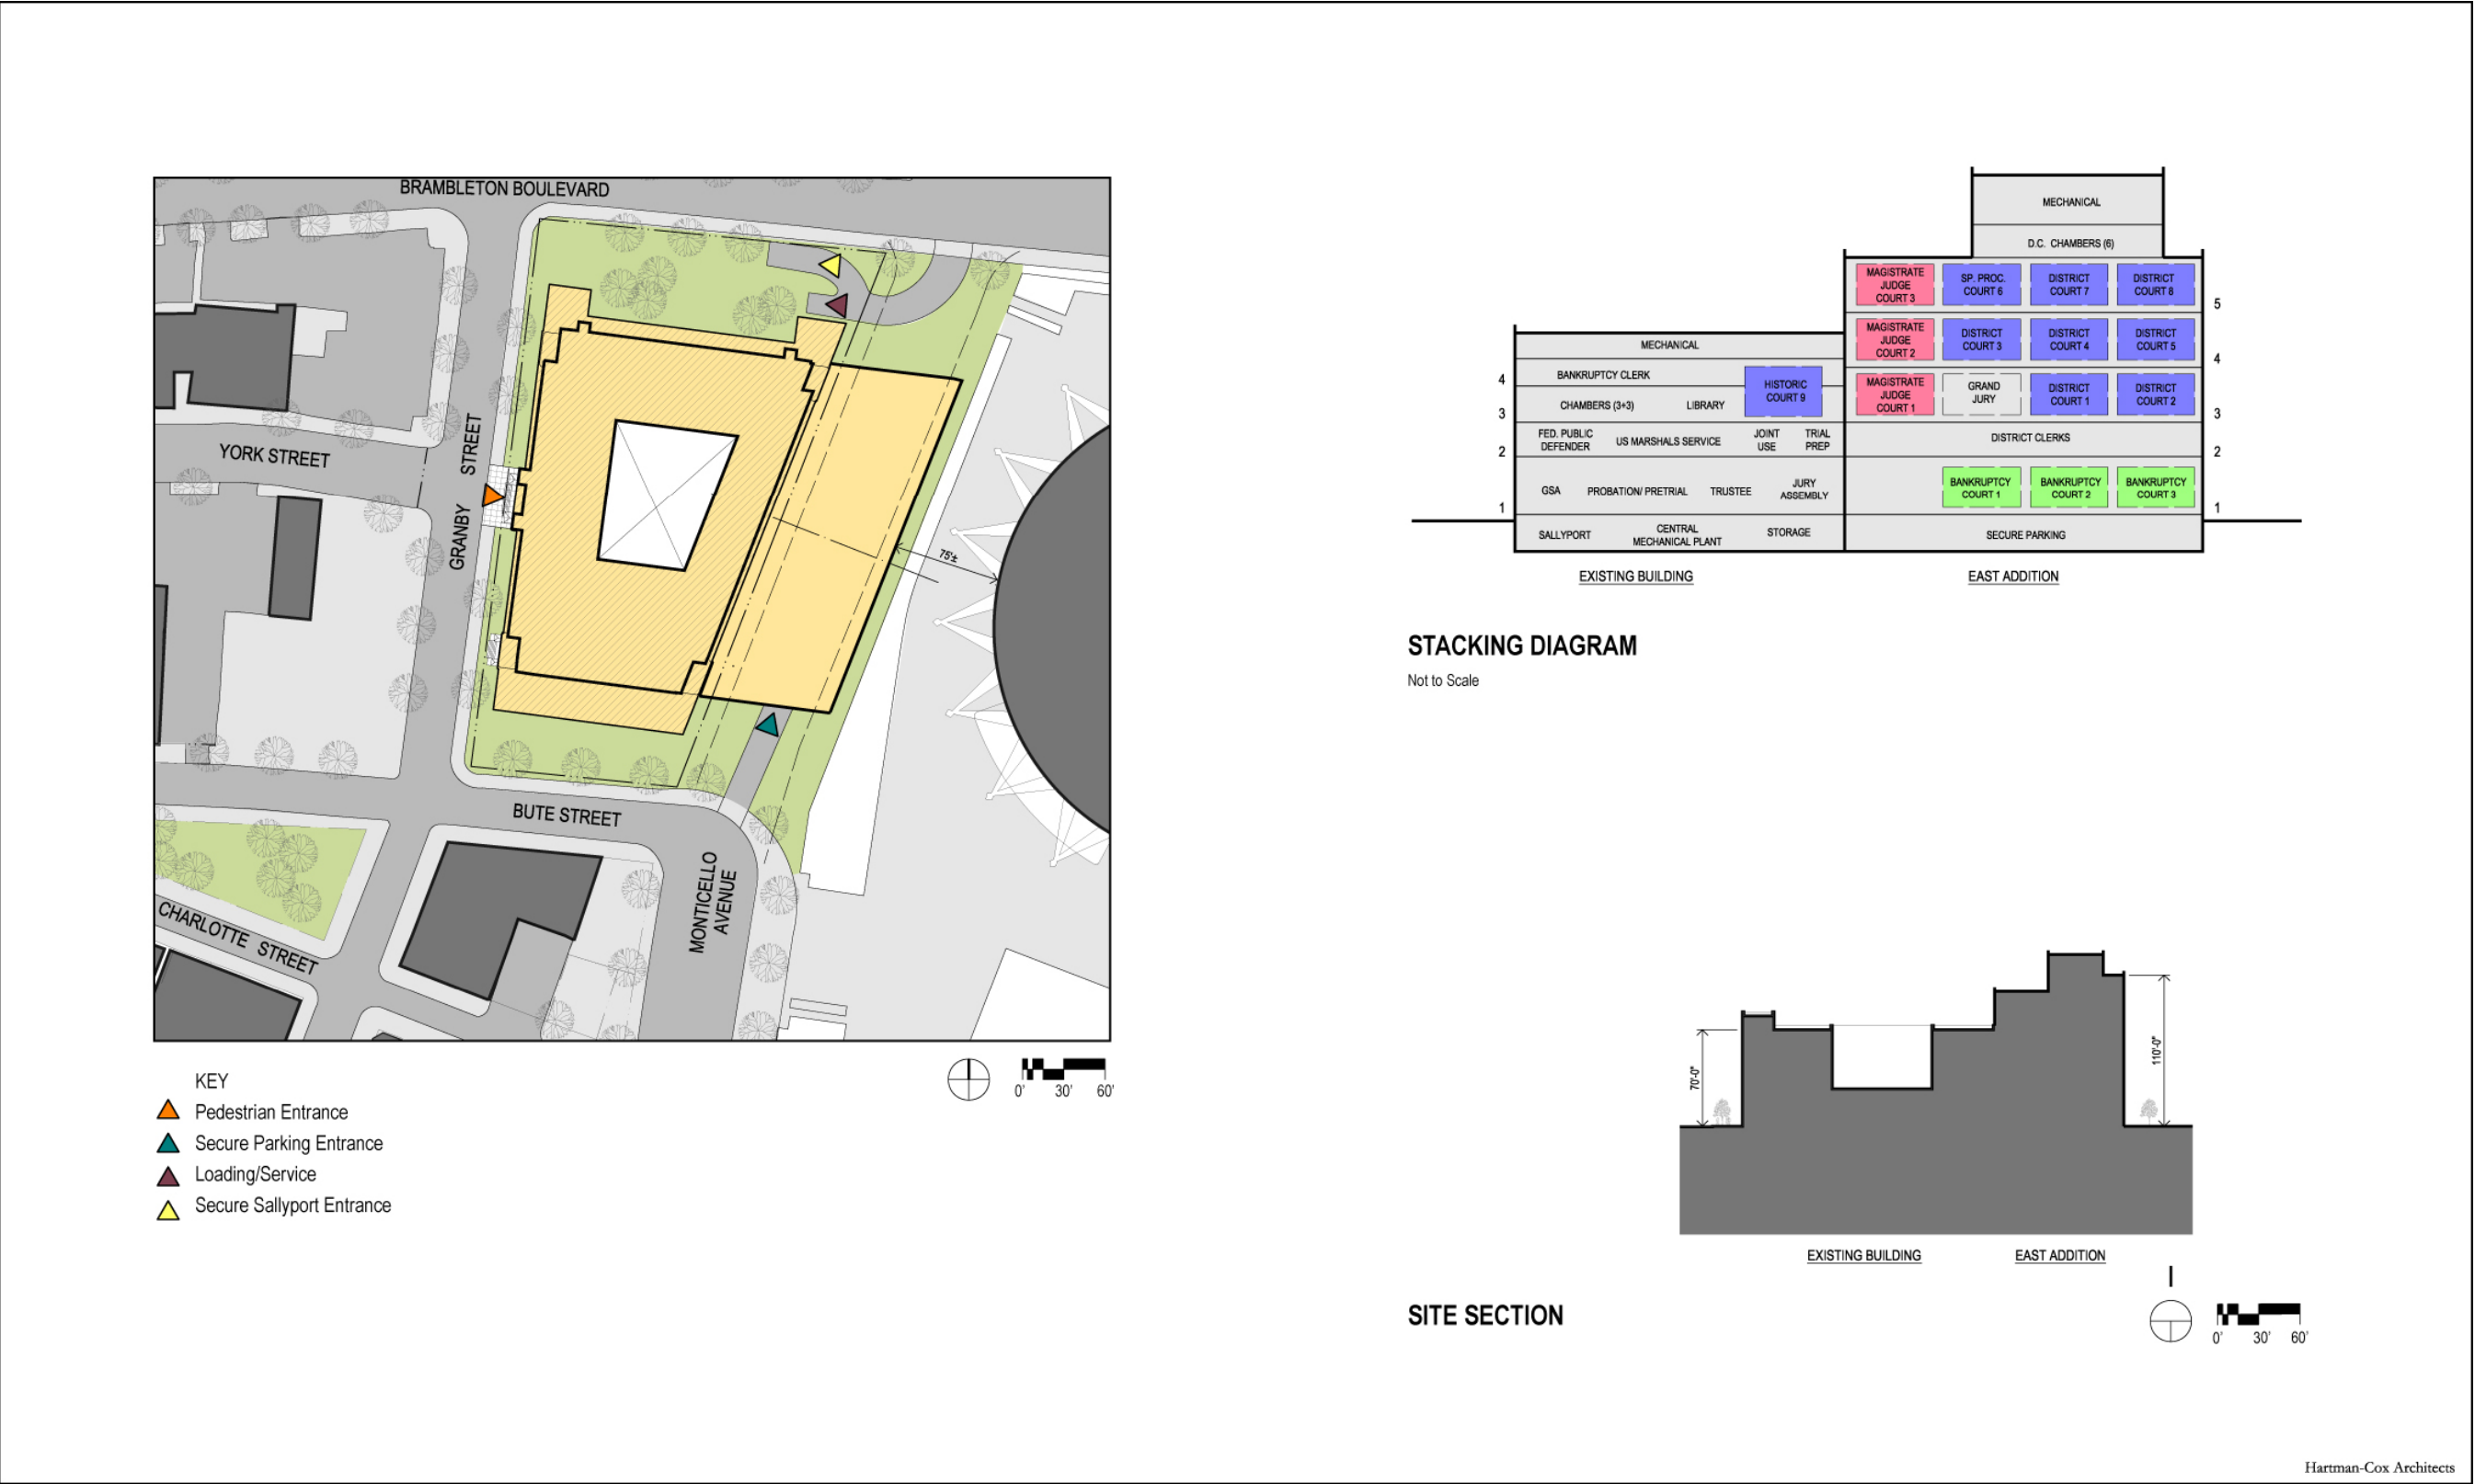 BRAMBLETON BOULEVARD
YORK STREET
GRANBY STREET
75'±
BUTE STREET
MONTICELLO
AVENUE
CHARLOTTE STREET
0' 30' 60'
KEY
Pedestrian Entrance
Secure Parking Entrance
Loading/Service
Secure Sallyport Entrance
MECHANICAL
D.C. CHAMBERS (6)
MAGISTRATE
JUDGE
COURT 3
SP. PROC.
COURT 6
DISTRICT
COURT 7
DISTRICT
COURT 8
5
MAGISTRATE
JUDGE
COURT 2
DISTRICT
COURT 3
DISTRICT
COURT 4
DISTRICT
COURT 5
4
MAGISTRATE
JUDGE
COURT 1
GRAND
JURY
DISTRICT
COURT 1
DISTRICT
COURT 2
3
DISTRICT CLERKS
2
BANKRUPTCY
COURT 1
BANKRUPTCY
COURT 2
BANKRUPTCY
COURT 3
1
SECURE PARKING
MECHANICAL
4
BANKRUPTCY CLERK
HISTORIC
COURT 9
3
CHAMBERS (3+3)
LIBRARY
2
FED. PUBLIC
DEFENDER
US MARSHALS SERVICE
JOINT
USE
TRIAL
PREP
1
GSA
PROBATION/ PRETRIAL
TRUSTEE
JURY
ASSEMBLY
SALLYPORT
CENTRAL
MECHANICAL PLANT
STORAGE
EXISTING BUILDING
EAST ADDITION
STACKING DIAGRAM
Not to Scale
70'-0"
110'-0"
EXISTING BUILDING
EAST ADDITION
SITE SECTION
0' 30' 60'
Hartman-Cox Architects